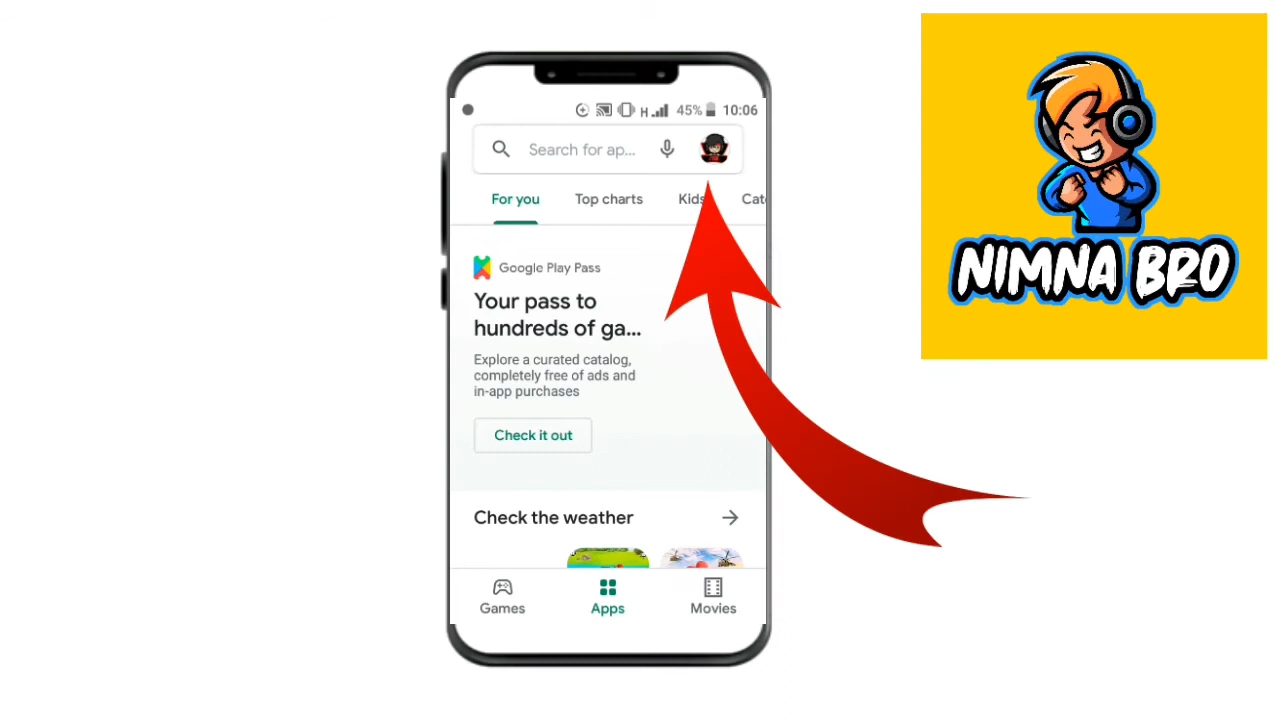 H 45% 10:06
Search for ap...
For you Top charts Kids Cat
Google Play Pass
Your pass to
hundreds of ga...
Explore a curated catalog,
completely free of ads and
in-app purchases
Check it out
Check the weather
Games Apps Movies
NIMNA BRO